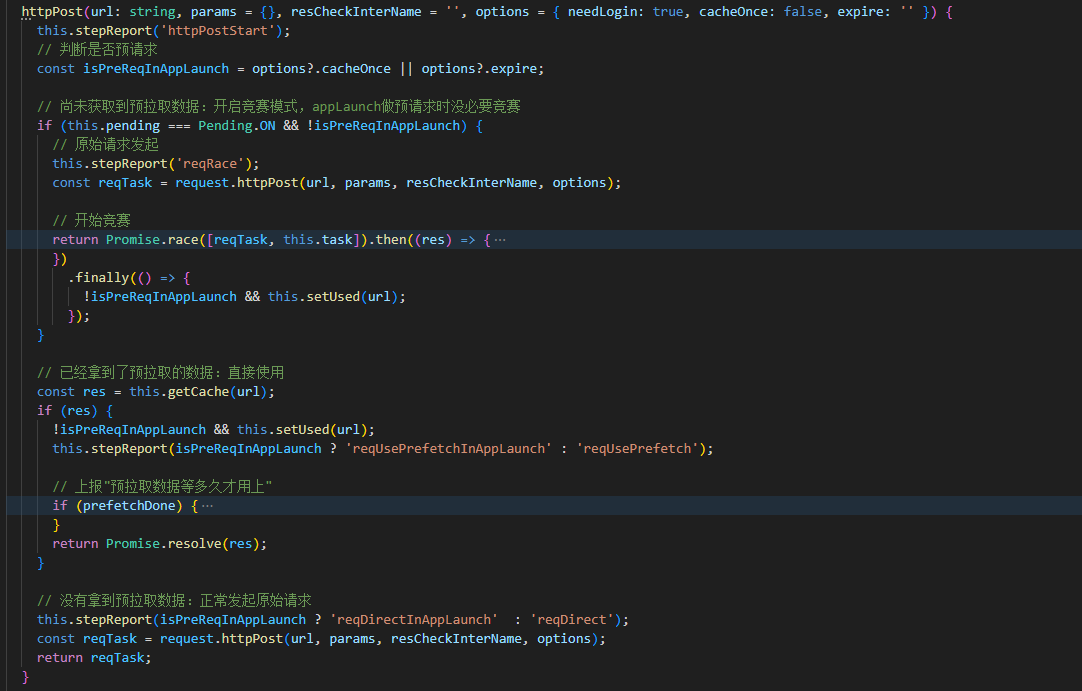 httpPost(url: string, params = {}, resCheckInterName = '', options = { needLogin: true, cacheOnce: false, expire: '' }) {
this.stepReport('httpPostStart');
// 判断是否预请求
const isPreReqInAppLaunch = options?.cacheOnce || options?.expire;
// 尚未获取到预拉取数据: 开启竞赛模式, appLaunch做预请求时没必要竞赛
if (this.pending === Pending.ON && !isPreReqInAppLaunch) {
// 原始请求发起
this.stepReport('reqRace');
const reqTask = request.httpPost(url, params, resCheckInterName, options);
// 开始竞赛
return Promise.race([reqTask, this.task]).then((res) => {⋯
})
.finally(() => {
!isPreReqInAppLaunch && this.setUsed(url);
});
}
// 已经拿到了预拉取的数据: 直接使用
const res = this.getCache(url);
if (res) {
!isPreReqInAppLaunch && this.setUsed(url);
this.stepReport(isPreReqInAppLaunch ? 'reqUsePrefetchInAppLaunch' : 'reqUsePrefetch');
// 上报"预拉取数据等多久才用上"
if (prefetchDone) {⋯
}
return Promise.resolve(res);
}
// 没有拿到预拉取数据: 正常发起原始请求
this.stepReport(isPreReqInAppLaunch ? 'reqDirectInAppLaunch'  : 'reqDirect');
const reqTask = request.httpPost(url, params, resCheckInterName, options);
return reqTask;
}